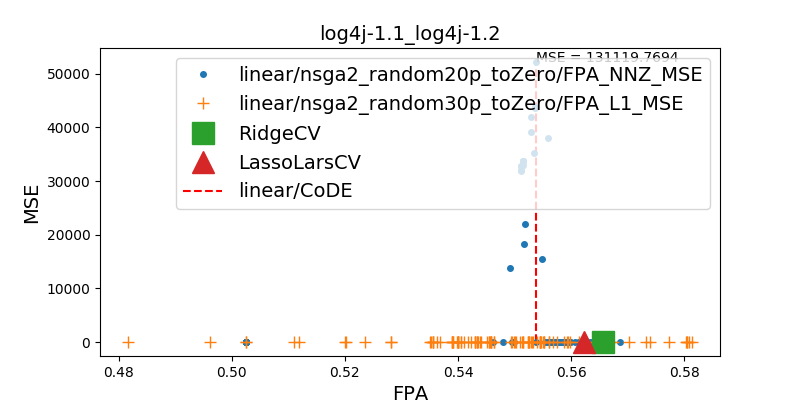 log4j-1.1_log4j-1.2
MSE = 131119.7694
linear/nsga2_random20p_toZero/FPA_NNZ_MSE
linear/nsga2_random30p_toZero/FPA_L1_MSE
RidgeCV
LassoLarsCV
linear/CoDE
MSE
50000
40000
30000
20000
10000
0
0.48 0.50 0.52 0.54 0.56 0.58
FPA